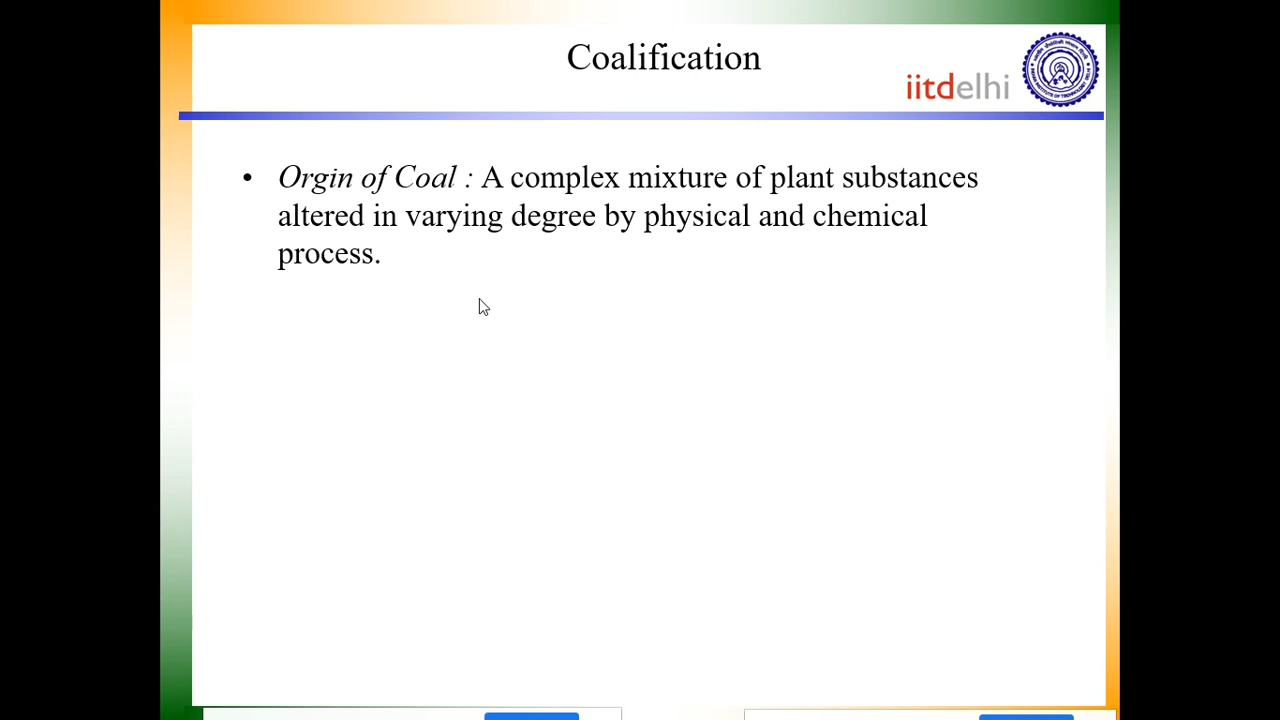 Coalification
iitdelhi
• Orgin of Coal : A complex mixture of plant substances
altered in varying degree by physical and chemical
process.